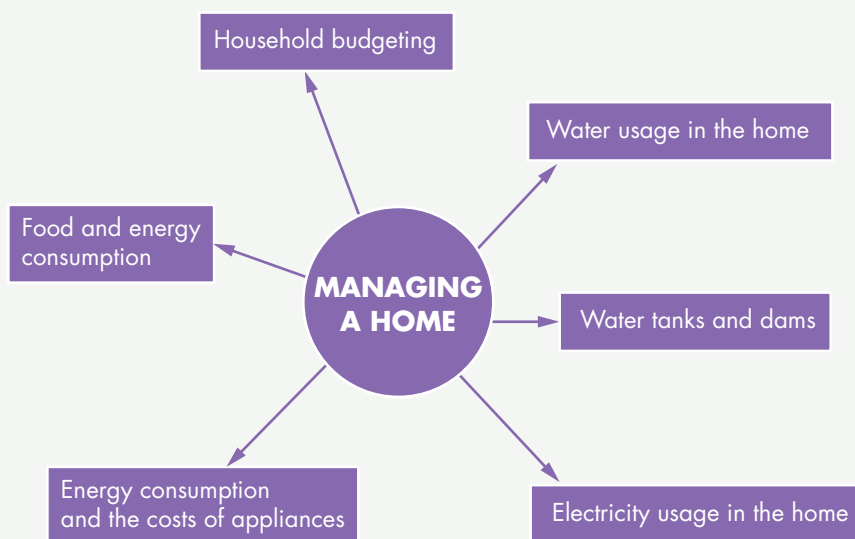 Household budgeting
Water usage in the home
Food and energy
consumption
MANAGING
A HOME
Water tanks and dams
Energy consumption
and the costs of appliances
Electricity usage in the home